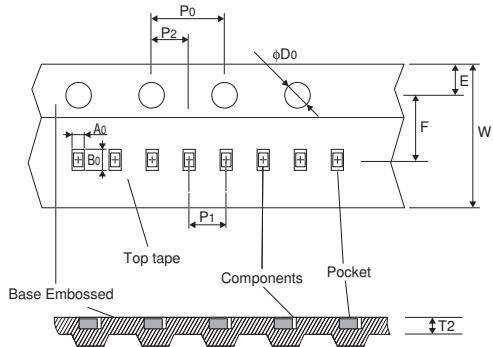 P0
P2
ϕD0
E
W
F
A0
B0
P1
Top tape
Components
Pocket
Base Embossed
T2